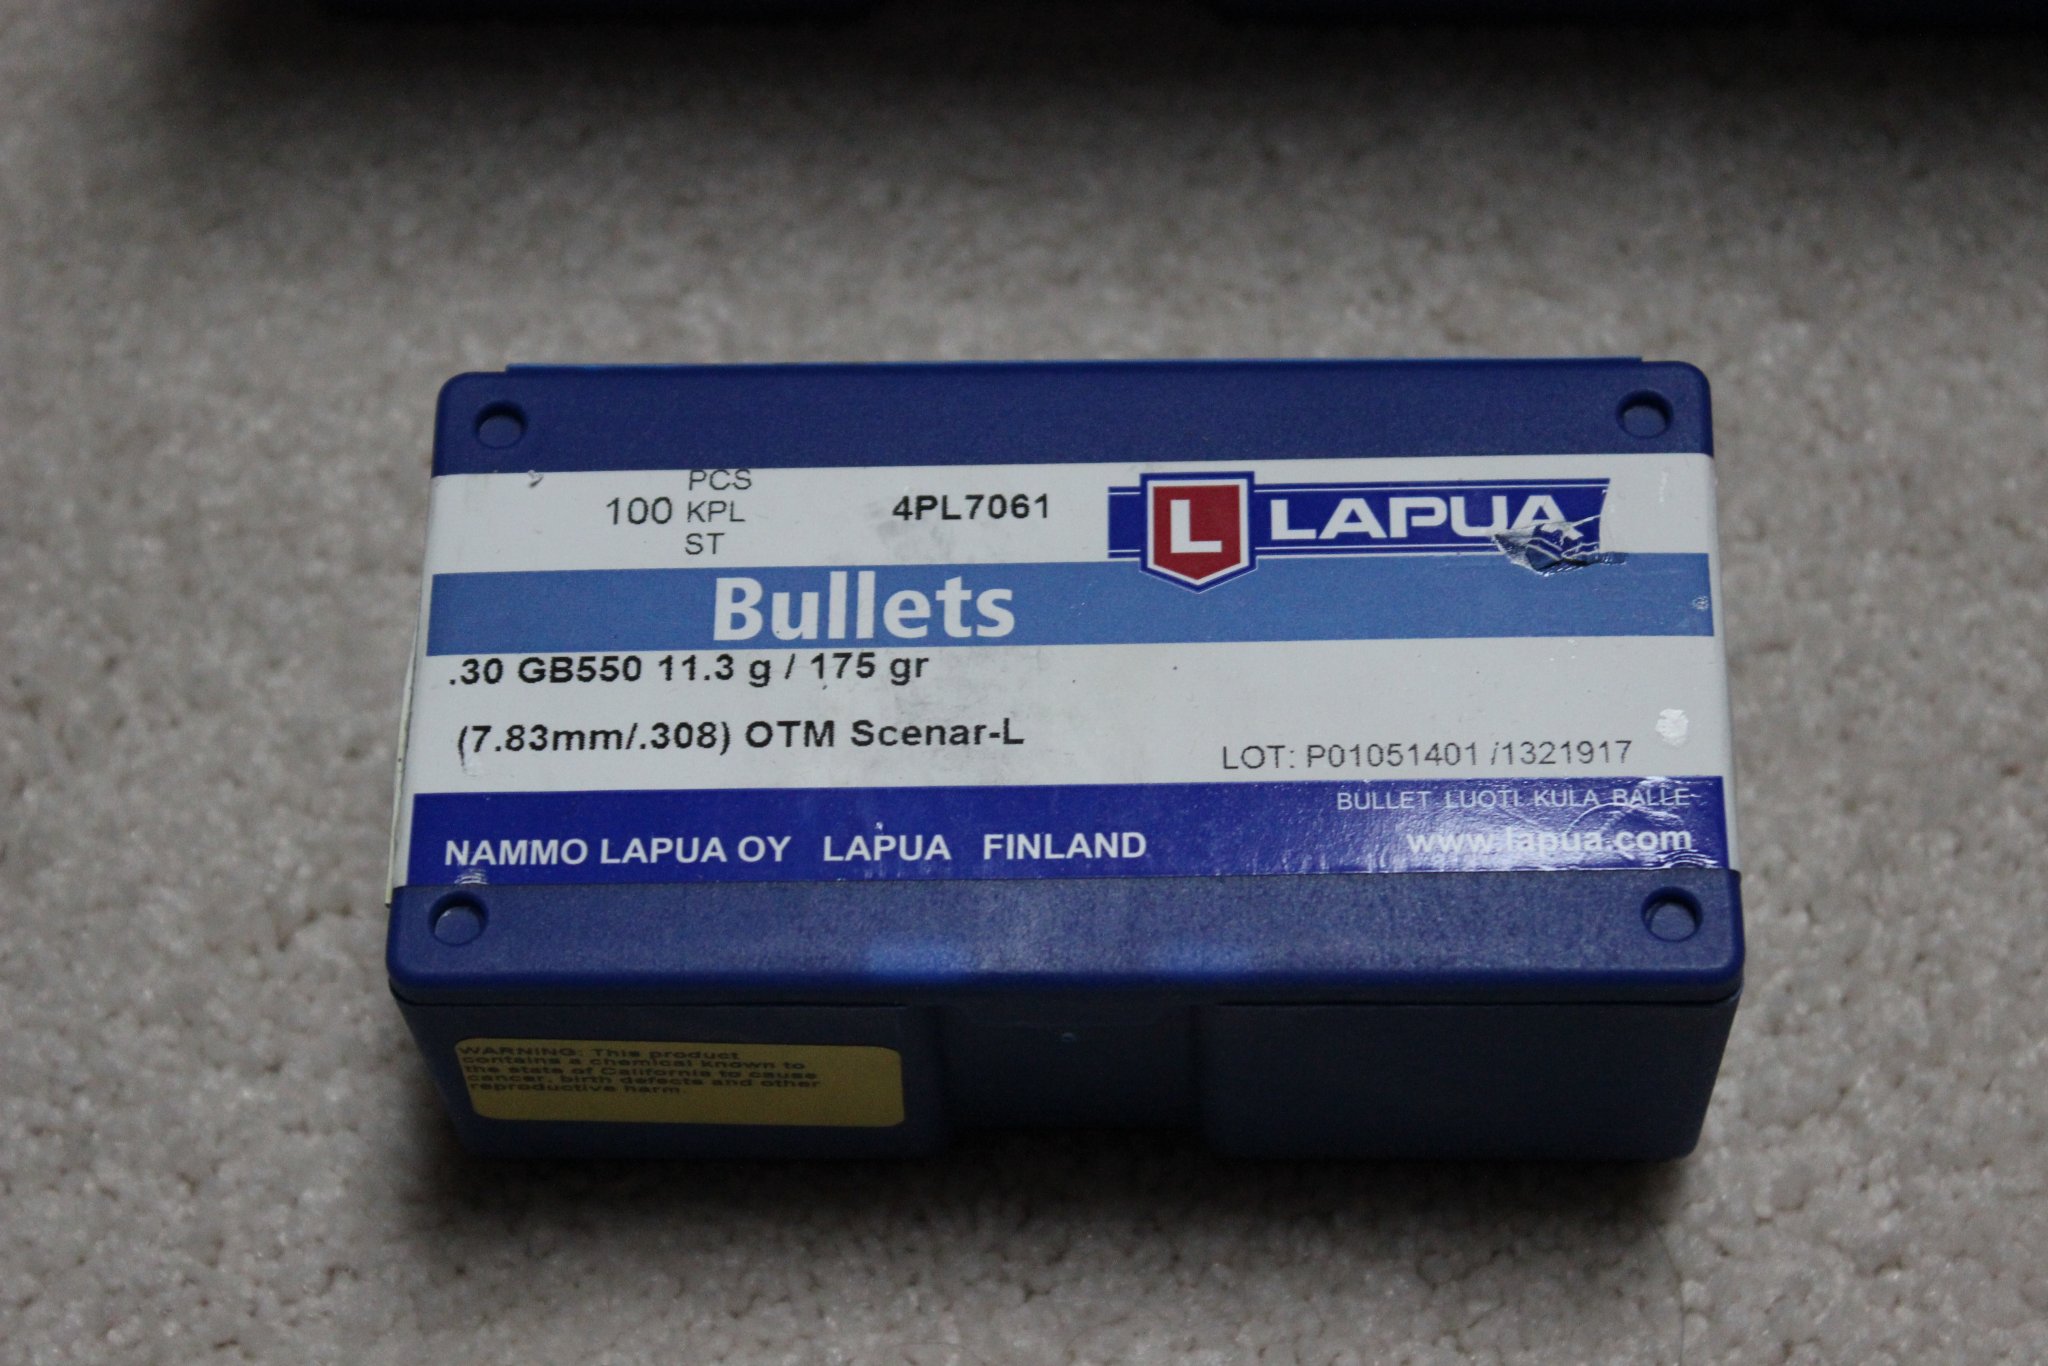 PCS
100 KPL
ST
4PL7061
L LAPUA
Bullets
.30 GB550 11.3 g / 175 gr
(7.83mm/.308) OTM Scenar-L
LOT: P01051401 /1321917
BULLET LUOTI KULA BALLE
NAMMO LAPUA OY LAPUA FINLAND
www.lapua.com
WARNING: This product
contains a chemical known to
the state of California to cause
cancer, birth defects and other
reproductive harm.